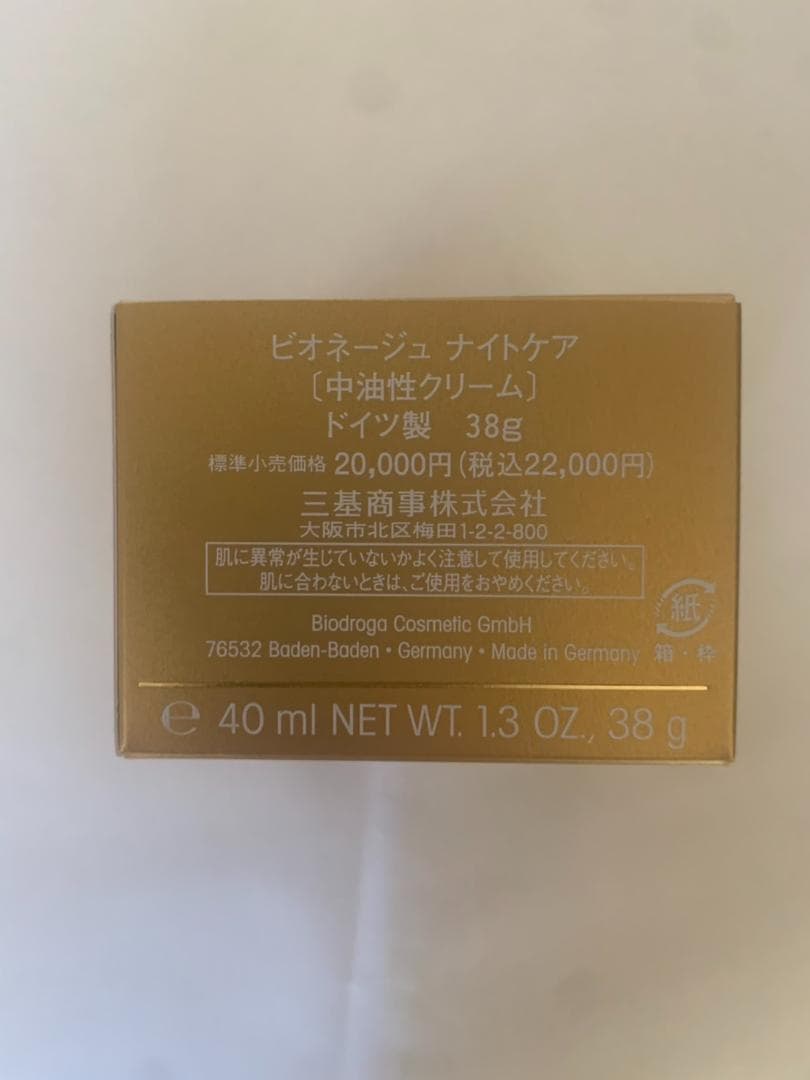 ビオネージュ ナイトケア
〔中油性クリーム〕
ドイツ製 38g
標準小売価格 20,000円(税込22,000円)
三基商事株式会社
大阪市北区梅田1-2-2-800
肌に異常が生じていないかよく注意して使用してください。
肌に合わないときは、ご使用をおやめください。
Biodroga Cosmetic GmbH
76532 Baden-Baden • Germany • Made in Germany
紙
箱・枠
℮ 40 ml NET WT. 1.3 OZ., 38 g